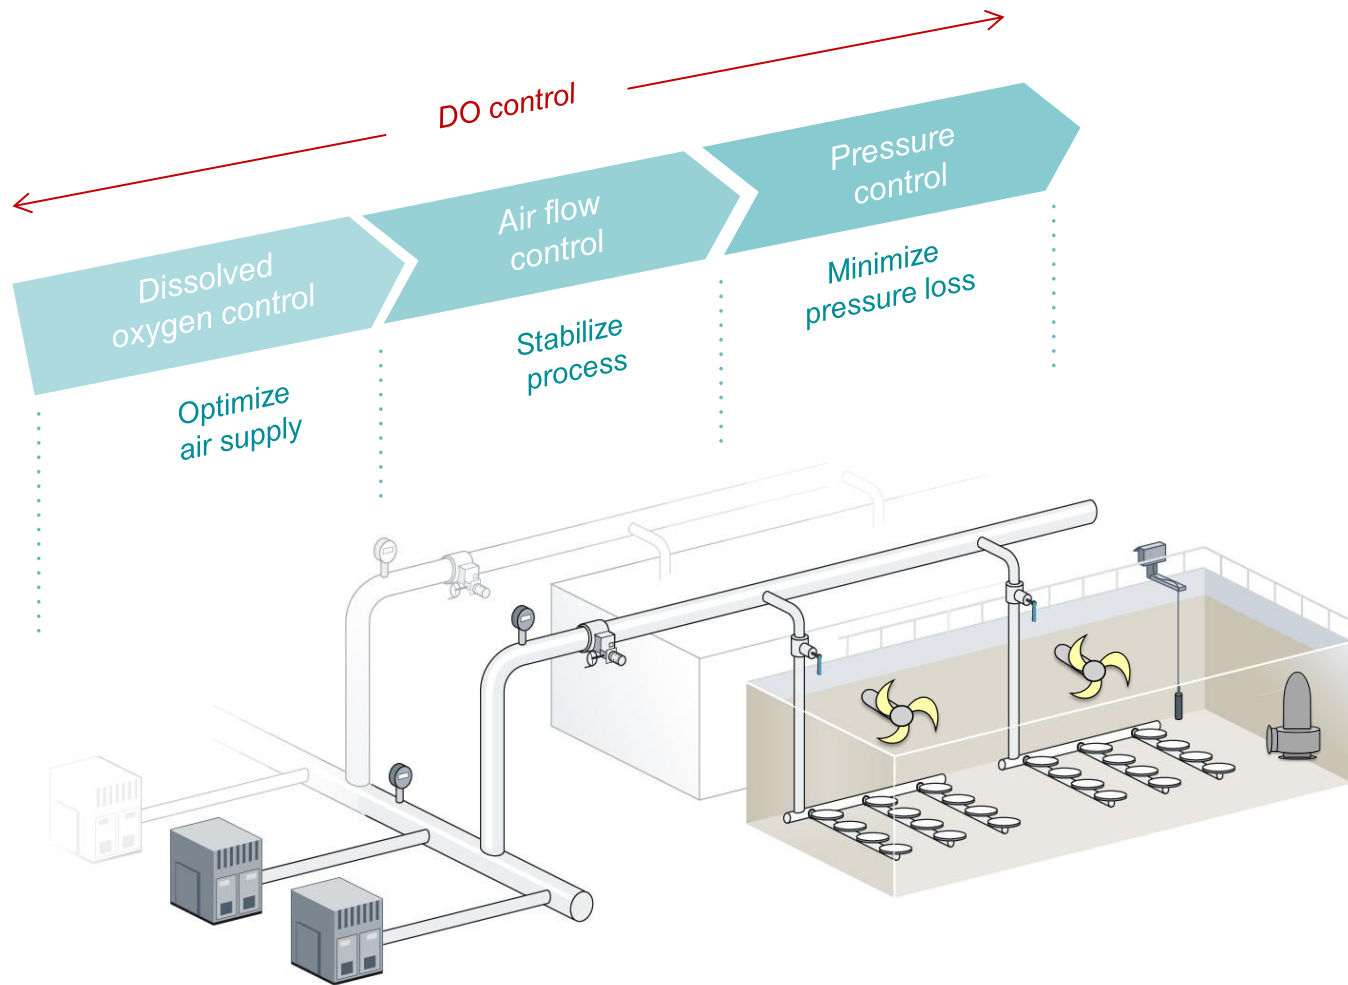 DO control
Dissolved
oxygen control
Air flow
control
Pressure
control
Optimize
air supply
Stabilize
process
Minimize
pressure loss